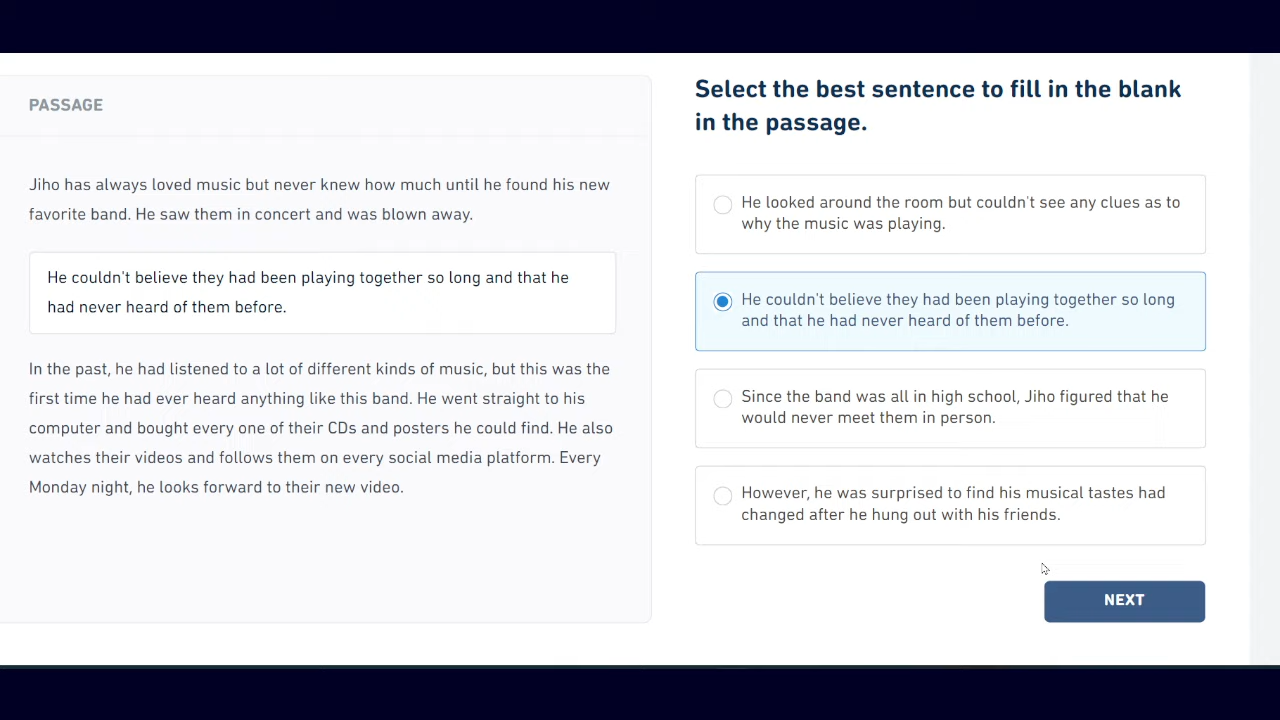 PASSAGE
Jiho has always loved music but never knew how much until he found his new
favorite band. He saw them in concert and was blown away.
He couldn't believe they had been playing together so long and that he
had never heard of them before.
In the past, he had listened to a lot of different kinds of music, but this was the
first time he had ever heard anything like this band. He went straight to his
computer and bought every one of their CDs and posters he could find. He also
watches their videos and follows them on every social media platform. Every
Monday night, he looks forward to their new video.
Select the best sentence to fill in the blank
in the passage.
He looked around the room but couldn't see any clues as to
why the music was playing.
He couldn't believe they had been playing together so long
and that he had never heard of them before.
Since the band was all in high school, Jiho figured that he
would never meet them in person.
However, he was surprised to find his musical tastes had
changed after he hung out with his friends.
NEXT